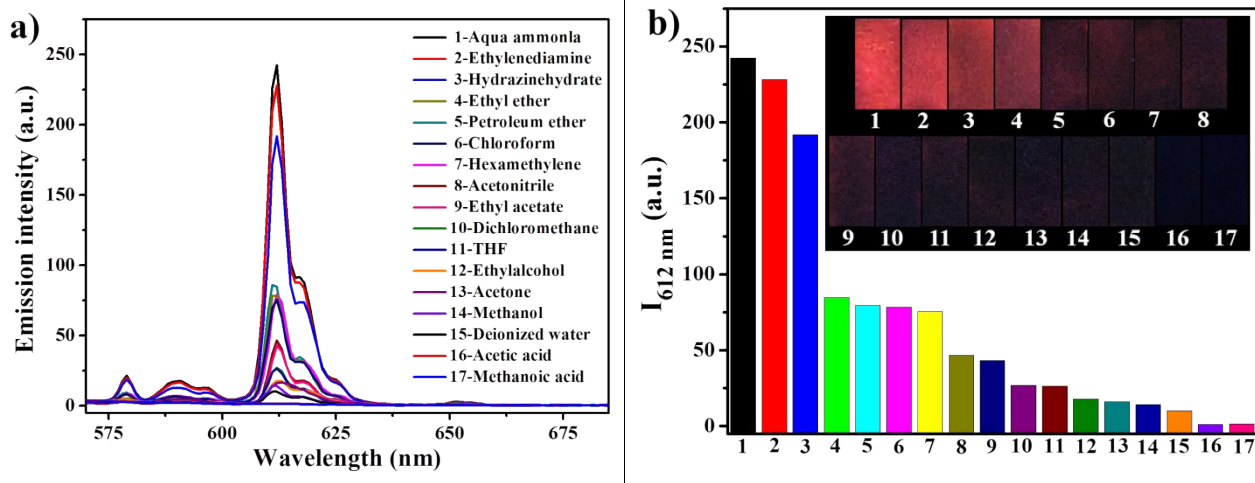 a)
Emission intensity (a.u.)
250
200
150
100
50
0
575
600
625
650
675
Wavelength (nm)
1-Aqua ammonla
2-Ethylenediamine
3-Hydrazinehydrate
4-Ethyl ether
5-Petroleum ether
6-Chloroform
7-Hexamethylene
8-Acetonitrile
9-Ethyl acetate
10-Dichloromethane
11-THF
12-Ethylalcohol
13-Acetone
14-Methanol
15-Deionized water
16-Acetic acid
17-Methanoic acid
b)
I612 nm (a.u.)
250
200
150
100
50
0
1 2 3 4 5 6 7 8
9 10 11 12 13 14 15 16 17
1 2 3 4 5 6 7 8 9 10 11 12 13 14 15 16 17